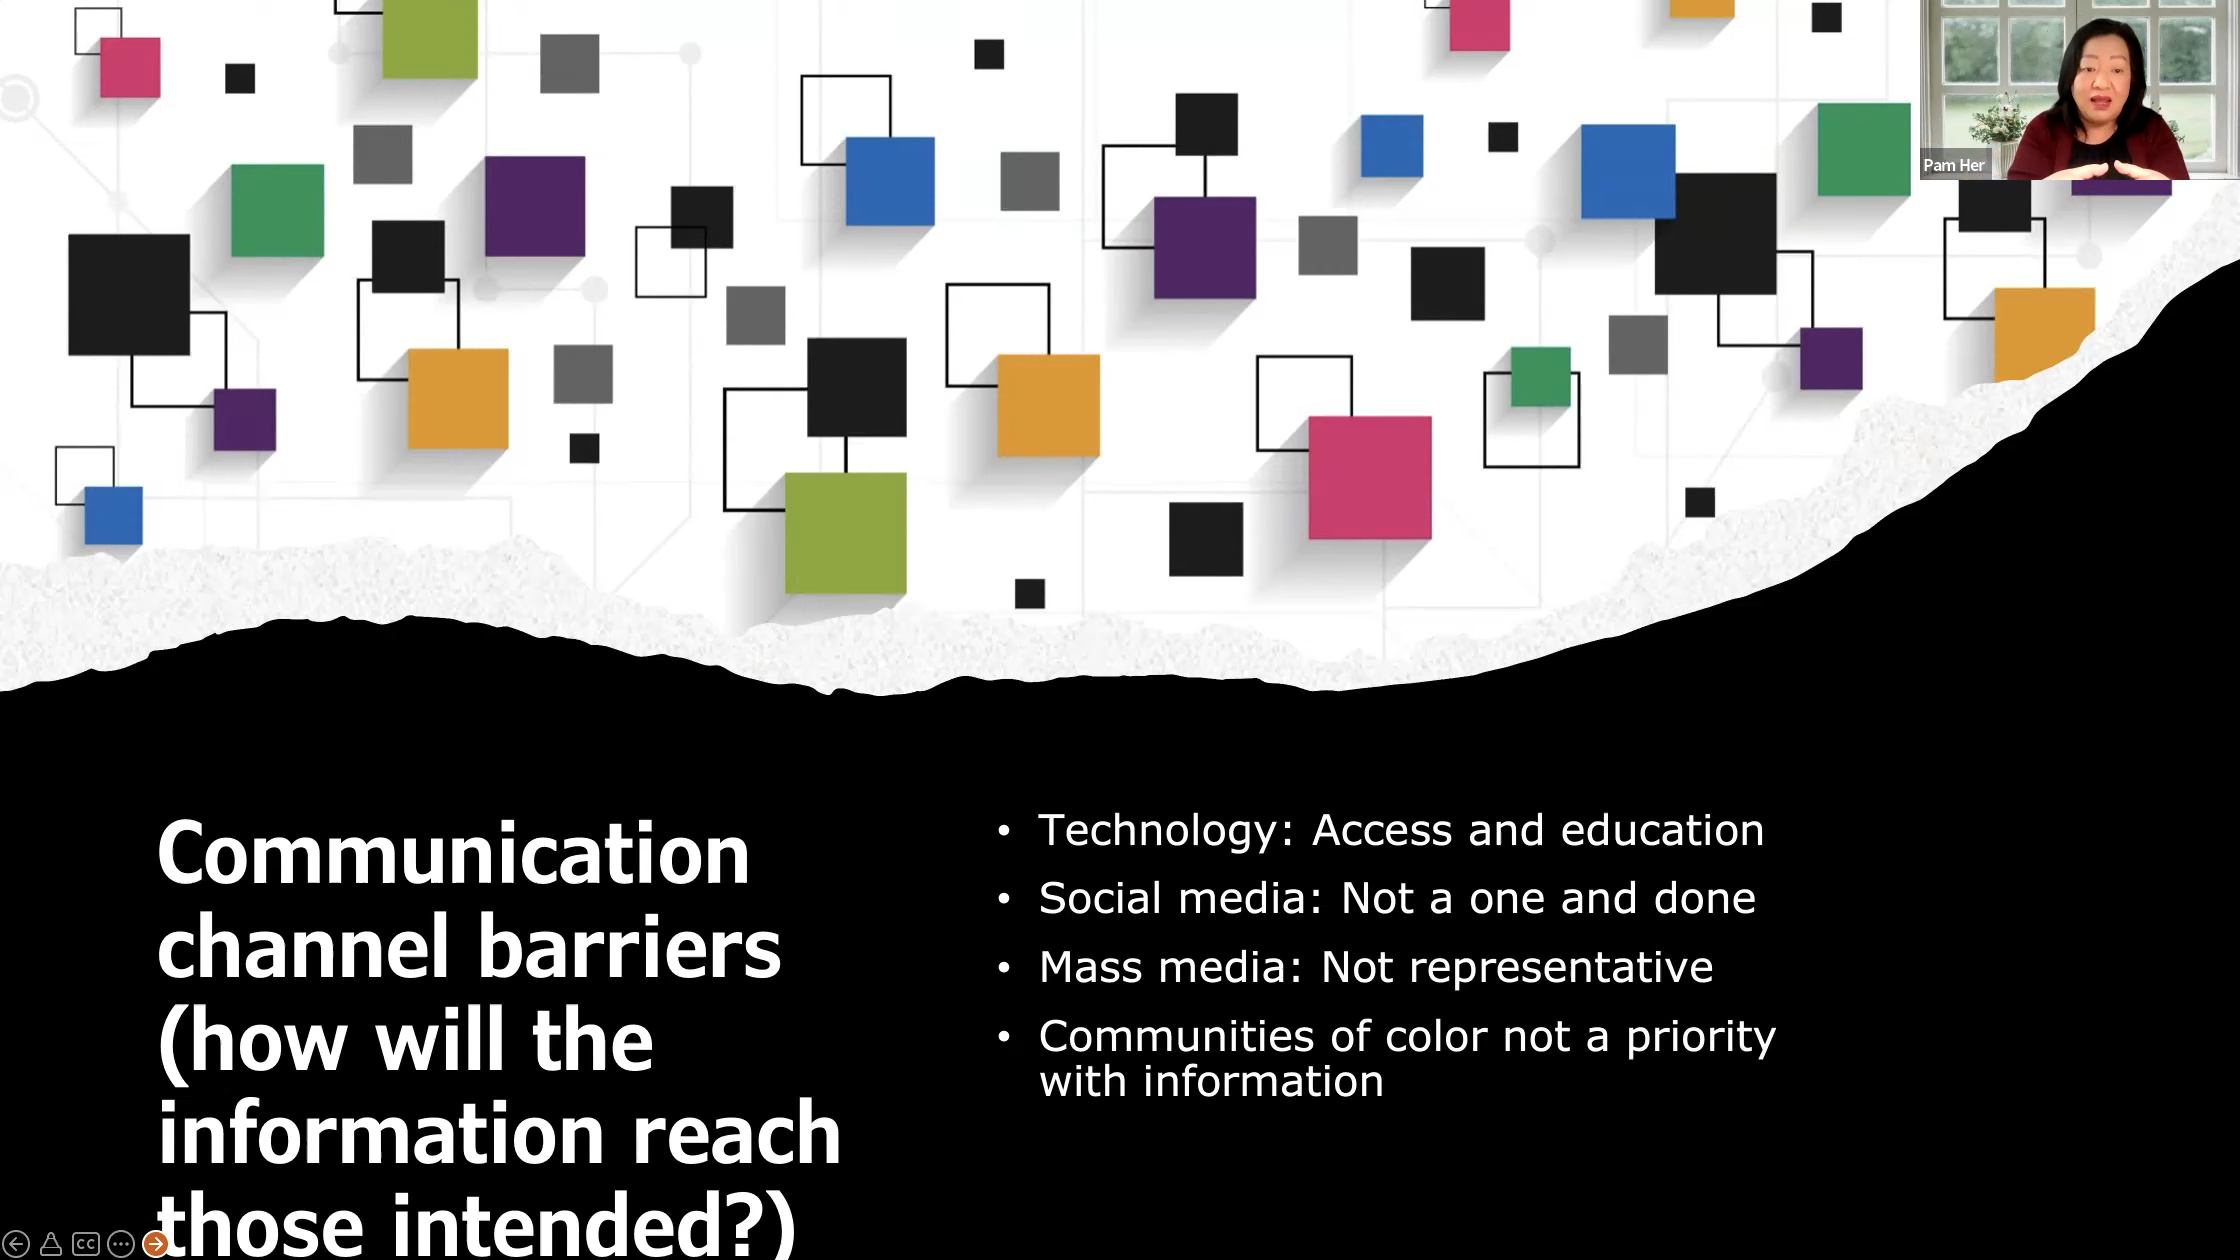 Pam Her
Communication
channel barriers
(how will the
information reach
those intended?)
• Technology: Access and education
• Social media: Not a one and done
• Mass media: Not representative
• Communities of color not a priority
with information
CC